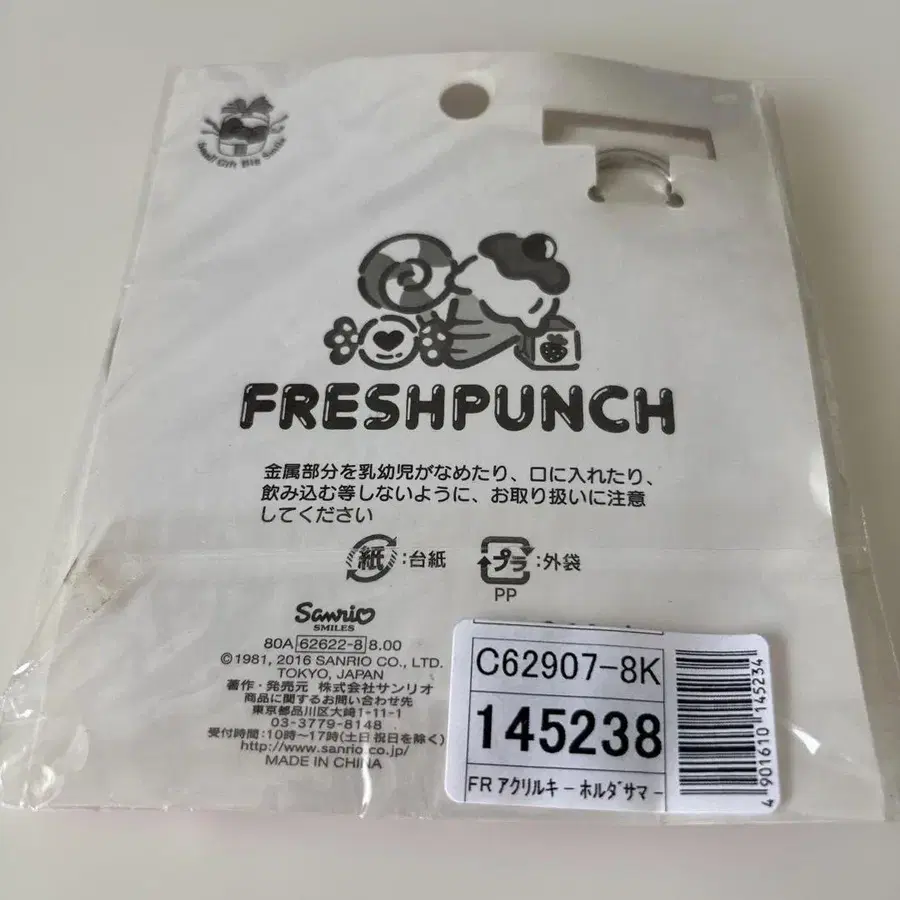 Small Gift Big Smile
FRESHPUNCH
金属部分を乳幼児がなめたり、口に入れたり、
飲み込む等しないように、お取り扱いに注意
してください
紙:台紙
プラ:外袋
PP
Sanrio
SMILES
80A 62622-8 8.00
©1981, 2016 SANRIO CO., LTD.
TOKYO, JAPAN
著作・発売元 株式会社サンリオ
商品に関するお問い合わせ先
東京都品川区大崎1-11-1
03-3779-8148
受付時間:10時~17時(土日祝日を除く)
http://www.sanrio.co.jp/
MADE IN CHINA
C62907-8K
145238
FR アクリルキーホルダサマー
4 901610 145234